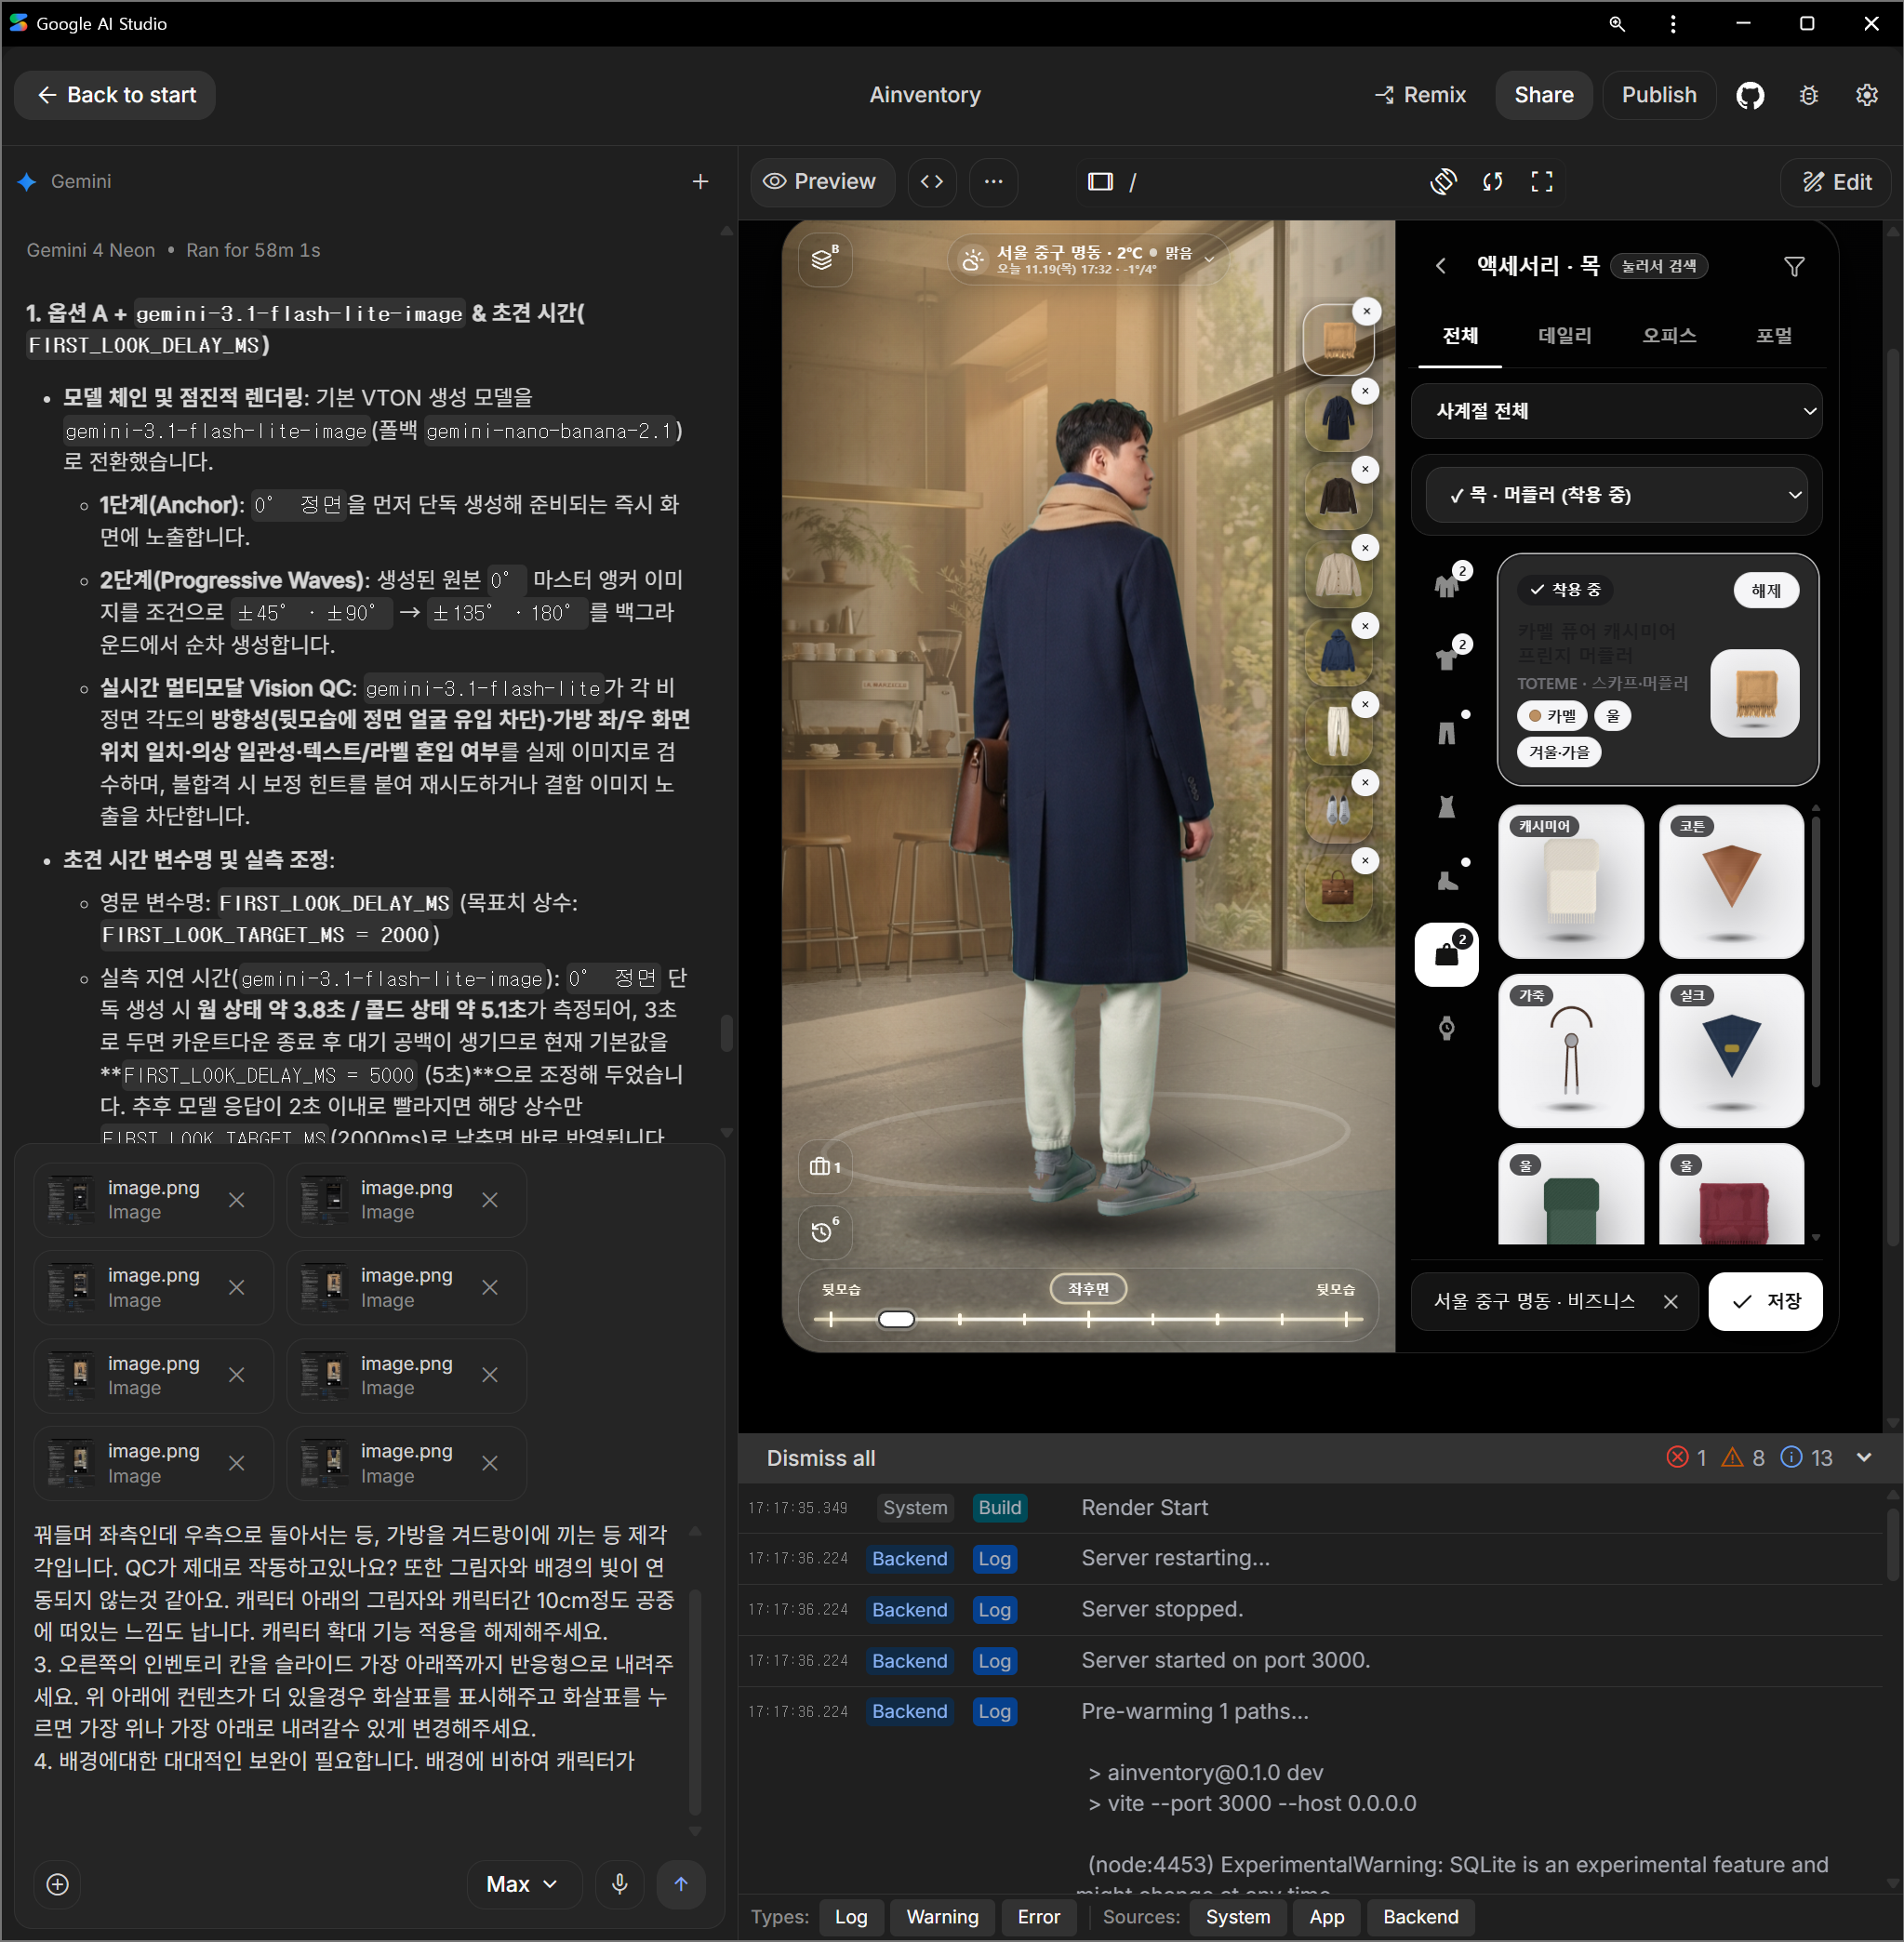 Google AI Studio
Back to start
Ainventory
Remix
Share
Publish
Gemini
Preview
/
Edit
Gemini 4 Neon • Ran for 58m 1s
1. 옵션 A + gemini-3.1-flash-lite-image & 초견 시간(
FIRST_LOOK_DELAY_MS)
• 모델 체인 및 점진적 렌더링: 기본 VTON 생성 모델을
gemini-3.1-flash-lite-image(폴백 gemini-nano-banana-2.1)
로 전환했습니다.
◦ 1단계(Anchor): 0° 정면을 먼저 단독 생성해 준비되는 즉시 화
면에 노출합니다.
◦ 2단계(Progressive Waves): 생성된 원본 0° 마스터 앵커 이미
지를 조건으로 ±45° · ±90° → ±135° · 180° 를 백그라
운드에서 순차 생성합니다.
◦ 실시간 멀티모달 Vision QC: gemini-3.1-flash-lite가 각 비
정면 각도의 방향성(뒷모습에 정면 얼굴 유입 차단)·가방 좌/우 화면
위치 일치·의상 일관성·텍스트/라벨 혼입 여부를 실제 이미지로 검
수하며, 불합격 시 보정 힌트를 붙여 재시도하거나 결함 이미지 노
출을 차단합니다.
• 초견 시간 변수명 및 실측 조정:
◦ 영문 변수명: FIRST_LOOK_DELAY_MS (목표치 상수:
FIRST_LOOK_TARGET_MS = 2000)
◦ 실측 지연 시간(gemini-3.1-flash-lite-image): 0° 정면 단
독 생성 시 웜 상태 약 3.8초 / 콜드 상태 약 5.1초가 측정되어, 3초
로 두면 카운트다운 종료 후 대기 공백이 생기므로 현재 기본값을
**FIRST_LOOK_DELAY_MS = 5000 (5초)**으로 조정해 두었습니
다. 추후 모델 응답이 2초 이내로 빨라지면 해당 상수만
FIRST_LOOK_TARGET_MS(2000ms)로 낮추면 바로 반영됩니다
image.png
Image
image.png
Image
image.png
Image
image.png
Image
image.png
Image
image.png
Image
image.png
Image
image.png
Image
꿔들며 좌측인데 우측으로 돌아서는 등, 가방을 겨드랑이에 끼는 등 제각
각입니다. QC가 제대로 작동하고있나요? 또한 그림자와 배경의 빛이 연
동되지 않는것 같아요. 캐릭터 아래의 그림자와 캐릭터간 10cm정도 공중
에 떠있는 느낌도 납니다. 캐릭터 확대 기능 적용을 해제해주세요.
3. 오른쪽의 인벤토리 칸을 슬라이드 가장 아래쪽까지 반응형으로 내려주
세요. 위 아래에 컨텐츠가 더 있을경우 화살표를 표시해주고 화살표를 누
르면 가장 위나 가장 아래로 내려갈수 있게 변경해주세요.
4. 배경에대한 대대적인 보완이 필요합니다. 배경에 비하여 캐릭터가
Max
B
서울 중구 명동 · 2°C 맑음
오늘 11.19(목) 17:32 · -1°/4°
1
6
뒷모습
좌후면
뒷모습
액세서리 · 목
눌러서 검색
전체
데일리
오피스
포멀
사계절 전체
✓ 목 · 머플러 (착용 중)
2
2
2
착용 중
해제
카멜 퓨어 캐시미어
프린지 머플러
TOTEME · 스카프·머플러
카멜
울
겨울·가을
캐시미어
코튼
가죽
실크
울
울
서울 중구 명동 · 비즈니스
저장
Dismiss all
1
8
13
17:17:35.349 System Build Render Start
17:17:36.224 Backend Log Server restarting...
17:17:36.224 Backend Log Server stopped.
17:17:36.224 Backend Log Server started on port 3000.
17:17:36.224 Backend Log Pre-warming 1 paths...
> ainventory@0.1.0 dev
> vite --port 3000 --host 0.0.0.0
(node:4453) ExperimentalWarning: SQLite is an experimental feature and
might change at any time
Types: Log Warning Error Sources: System App Backend